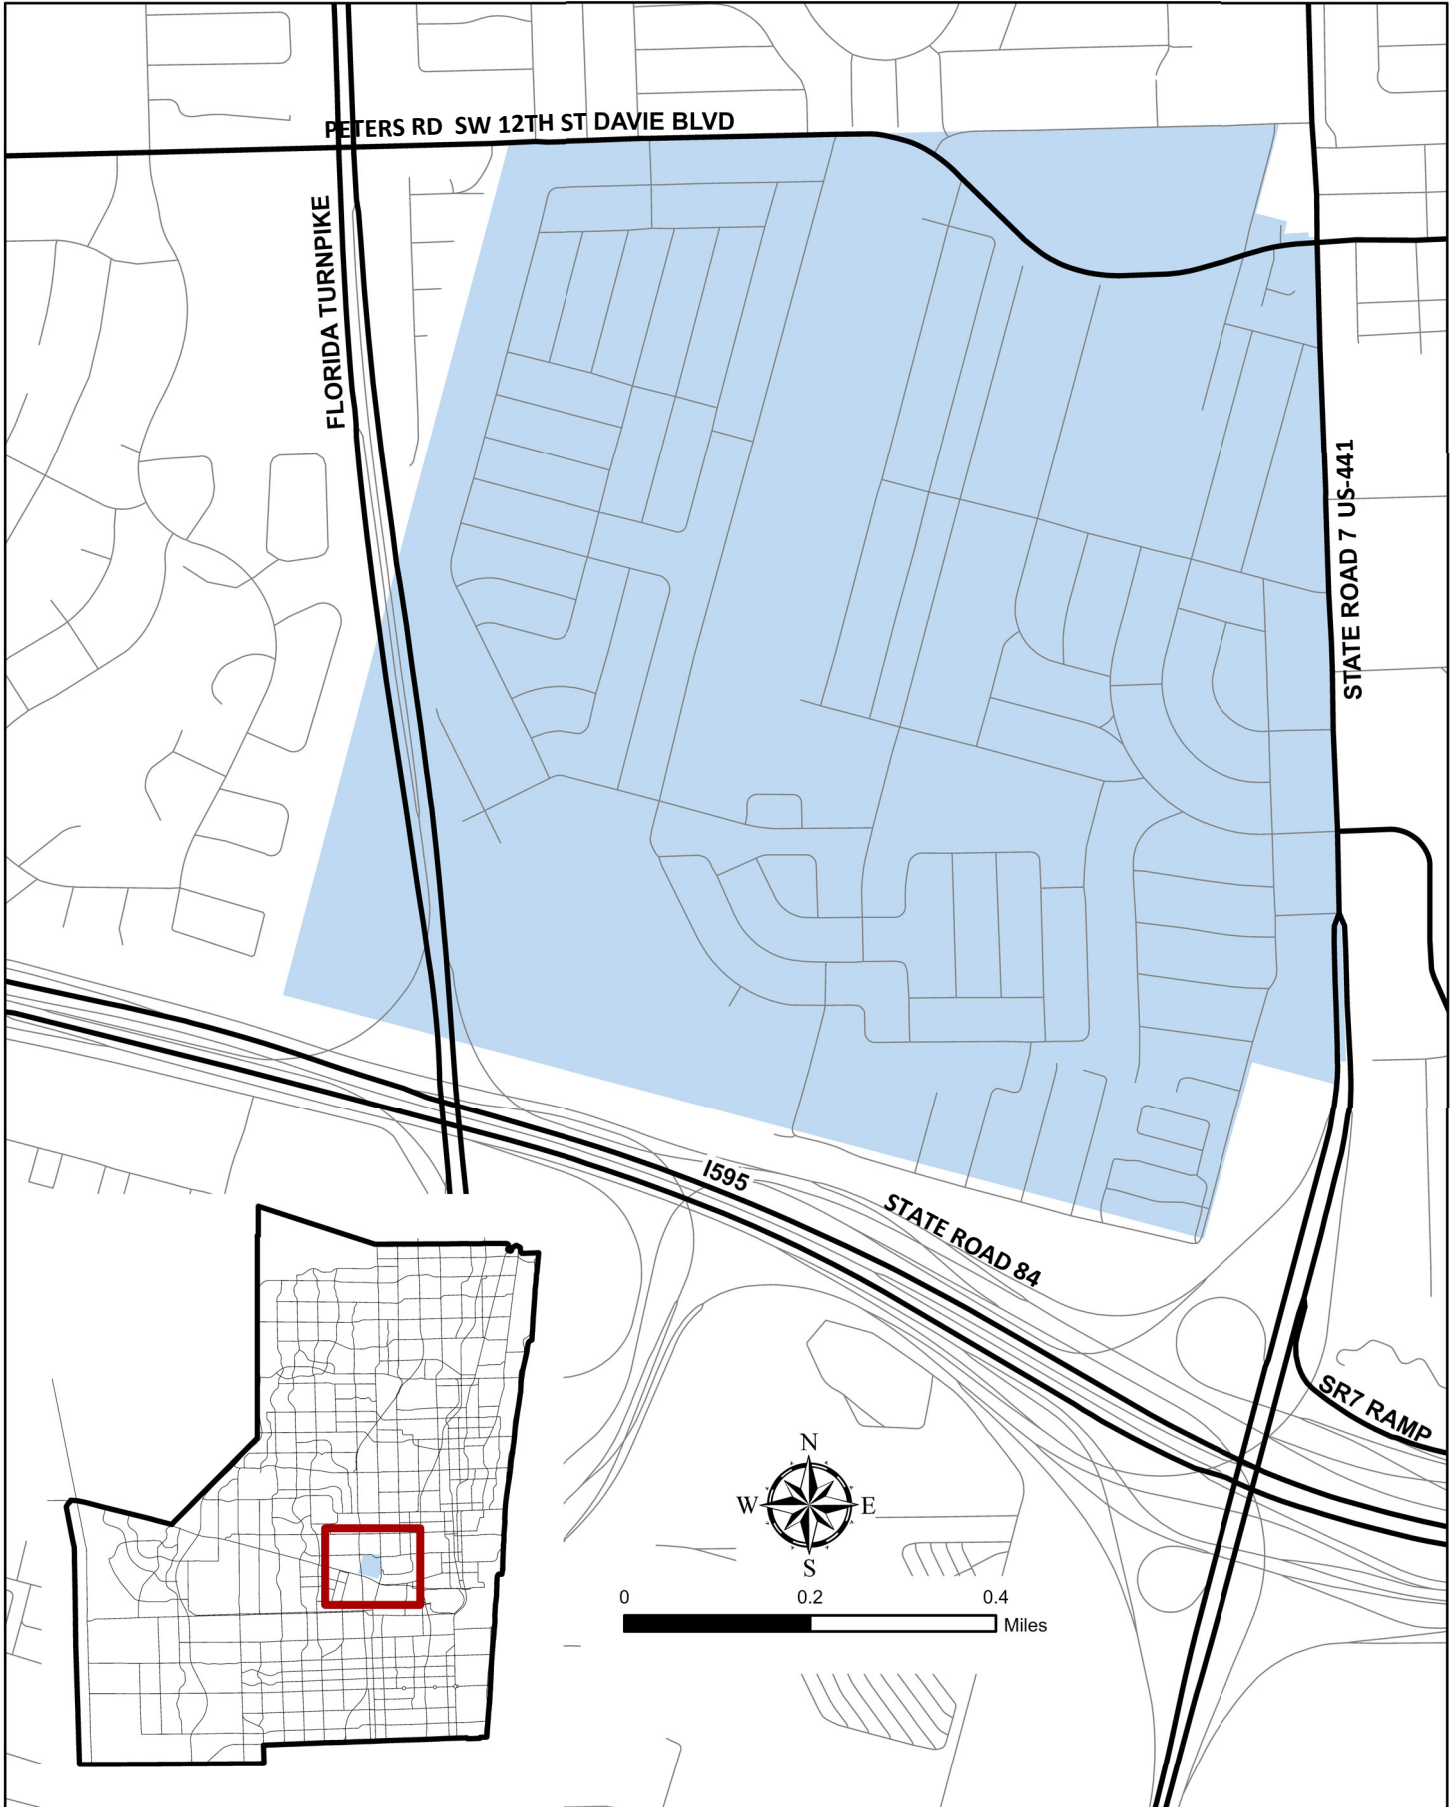 PETERS RD  SW 12TH ST DAVIE BLVD
FLORIDA TURNPIKE
STATE ROAD 7 US-441
I595
STATE ROAD 84
SR7 RAMP
N
W E
S
0 0.2 0.4
Miles